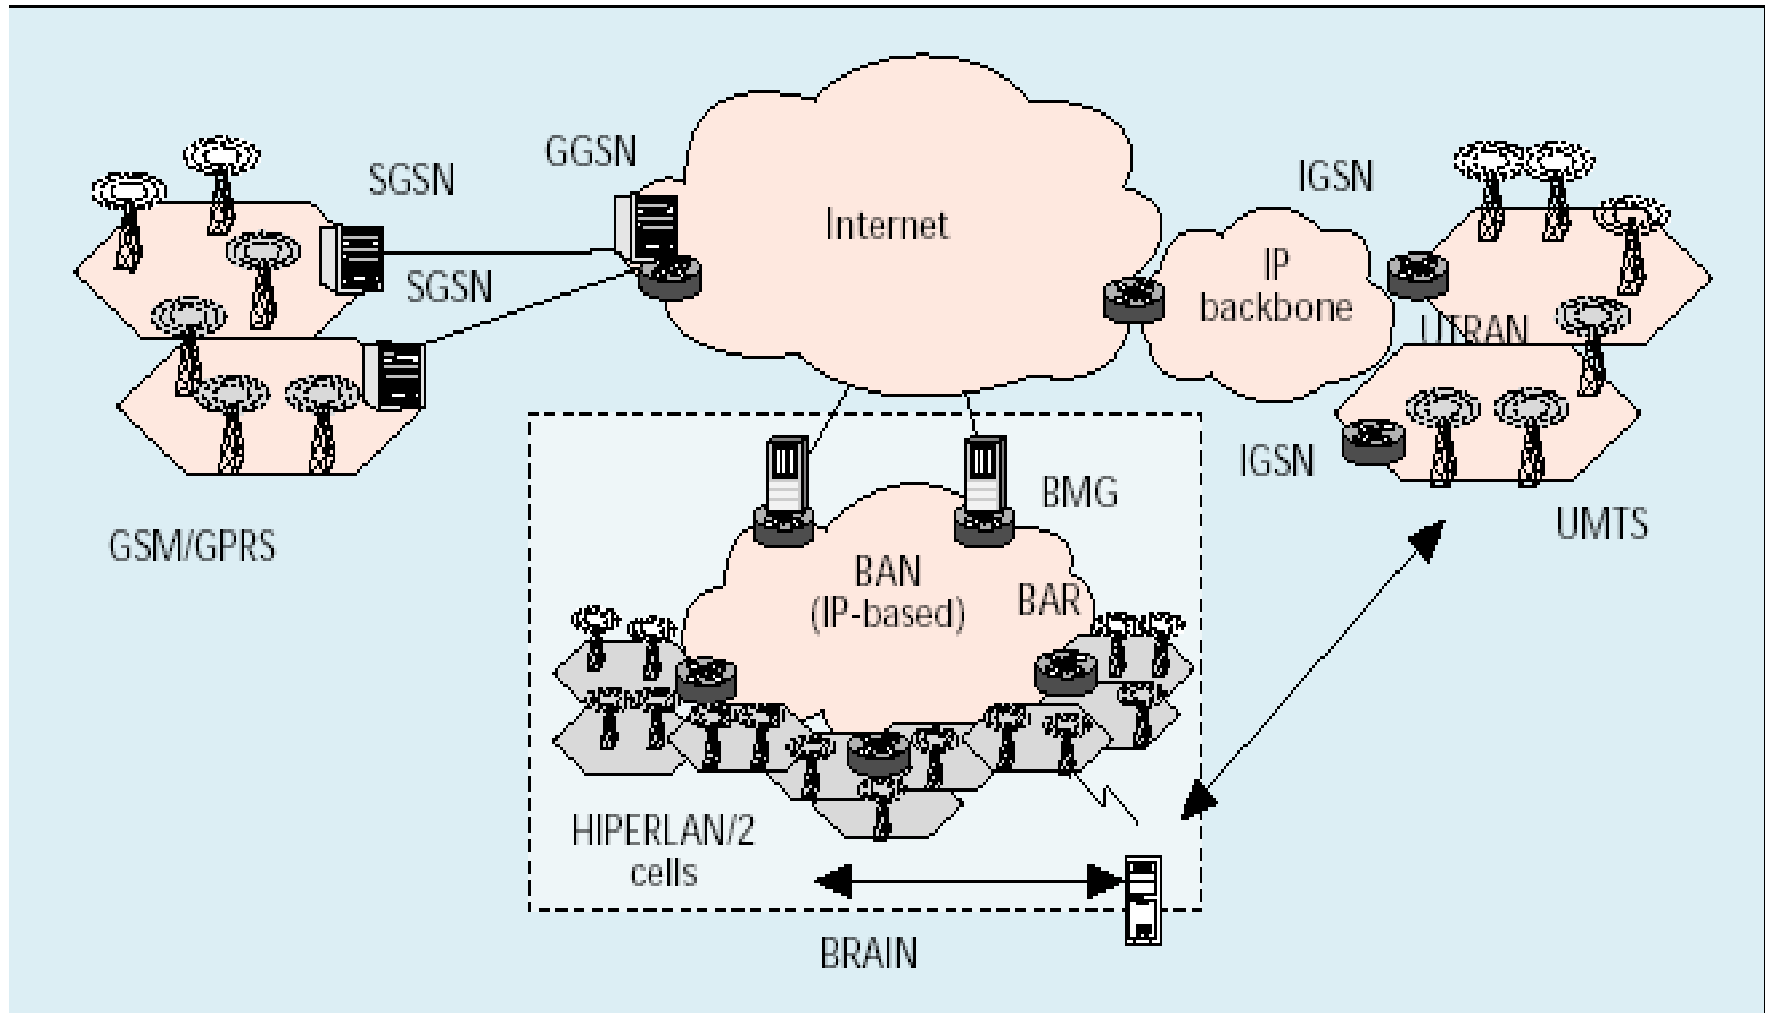 GGSN
SGSN
IGSN
Internet
SGSN
IP
backbone
UTRAN
IGSN
BMG
UMTS
GSM/GPRS
BAN
(IP-based)
BAR
HIPERLAN/2
cells
BRAIN